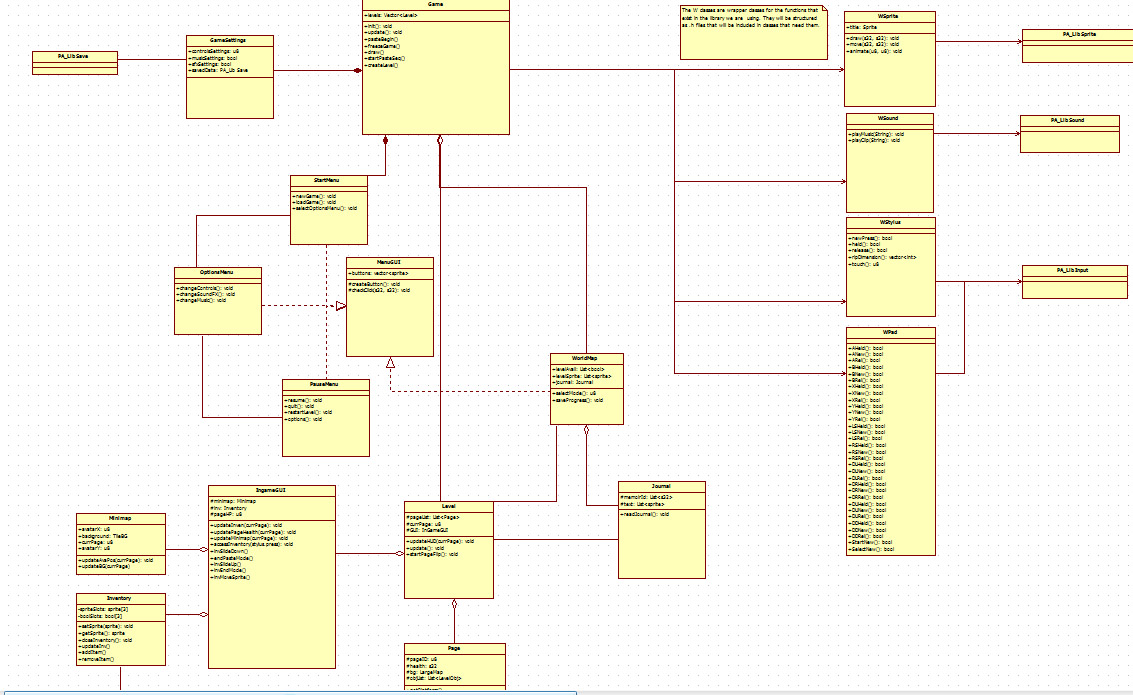 Game
+levels: Vector<Level>
+init(): void
+update(): void
+pasteBegin()
+freezeGame()
+draw()
+startPasteSeq()
+createLevel()
The W classes are wrapper classes for the functions that
exist in the library we are using. They will be structured
as .h files that will be included in classes that need them.
WSprite
+title: Sprite
+draw(s32, s32): void
+move(s32, s32): void
+animate(u8, u8): void
PA_Lib Sprite
PA_Lib Save
GameSettings
+controlsSettings: u8
+musicSettings: bool
+sfxSettings: bool
+savedData: PA_Lib Save
WSound
+playMusic(String): void
+playClip(String): void
PA_Lib Sound
StartMenu
+newGame(): void
+loadGame(): void
+selectOptionsMenu(): void
WStylus
+newPress(): bool
+held(): bool
+release(): bool
+touch(): u8
PA_Lib Input
OptionsMenu
+changeControls(): void
+changeSoundFX(): void
+changeMusic(): void
MenuGUI
+buttons: vector<sprite>
#createButton(): void
#checkClick(s32, s32): void
WPad
+AHeld(): bool
+ANew(): bool
+ARel(): bool
+BHeld(): bool
+BNew(): bool
+BRel(): bool
+XHeld(): bool
+XNew(): bool
+XRel(): bool
+YHeld(): bool
+YNew(): bool
+YRel(): bool
+LSHeld(): bool
+LSNew(): bool
+LSRel(): bool
+RSHeld(): bool
+RSNew(): bool
+RSRel(): bool
+DLHeld(): bool
+DLNew(): bool
+DLRel(): bool
+DRHeld(): bool
+DRNew(): bool
+DRRel(): bool
+DUHeld(): bool
+DUNew(): bool
+DURel(): bool
+DDHeld(): bool
+DDNew(): bool
+DDRel(): bool
+StartNew(): bool
+SelectNew(): bool
WorldMap
+levelAvail: List<bool>
+levelSprite: List<sprite>
+journal: Journal
+selectMode(): u8
+saveProgress(): void
PauseMenu
+resume(): void
+quit(): void
+restartLevel(): void
+options(): void
IngameGUI
#minimap: Minimap
#inv: Inventory
#pageHP: u8
+updateInven(currPage): void
+updatePageHealth(currPage): void
+updateMinimap(currPage): void
+accessInventory(stylus.press): void
+invSlideDown()
+endPasteMode()
+invSlideUp()
+invEndMode()
+invMoveSprite()
Journal
#memoirId: List<s32>
#text: List<sprite>
+readJournal(): void
Level
#pageList: List<Page>
#currPage: u8
#GUI: InGameGUI
+updateHUD(currPage): void
+update(): void
+startPageFlip(): void
Minimap
+avatarX: u8
+background: TileBG
+currPage: u8
+avatarY: u8
+updateAvaPos(currPage): void
+updateBG(currPage)
Inventory
-spriteSlots: sprite[3]
-boolSlots: bool[3]
+setSprite(sprite): void
+getSprite(): sprite
+closeInventory(): void
+updateInv()
+addItem()
+removeItem()
Page
#pageID: u8
#health: s32
#bg: LargeMap
#objList: List<LevelObj>